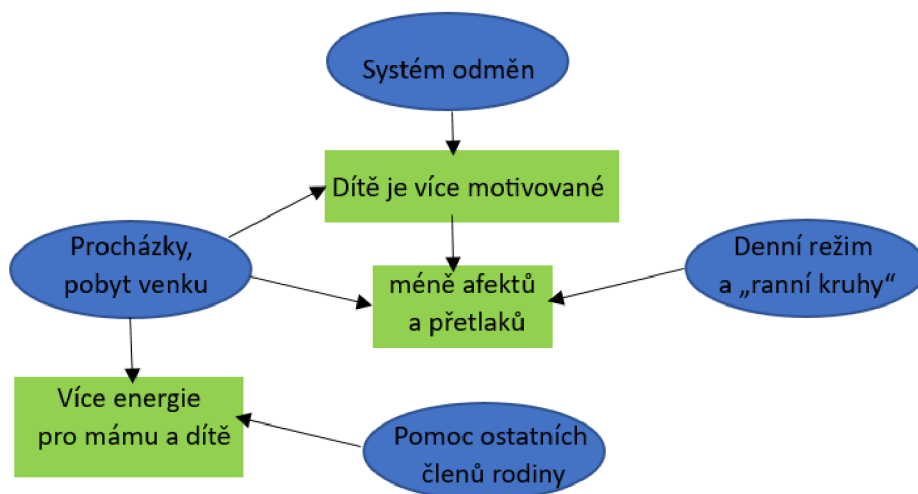 Systém odměn
Dítě je více motivované
Procházky,
pobyt venku
Denní režim
a „ranní kruhy“
méně afektů
a přetlaků
Více energie
pro mámu a dítě
Pomoc ostatních
členů rodiny